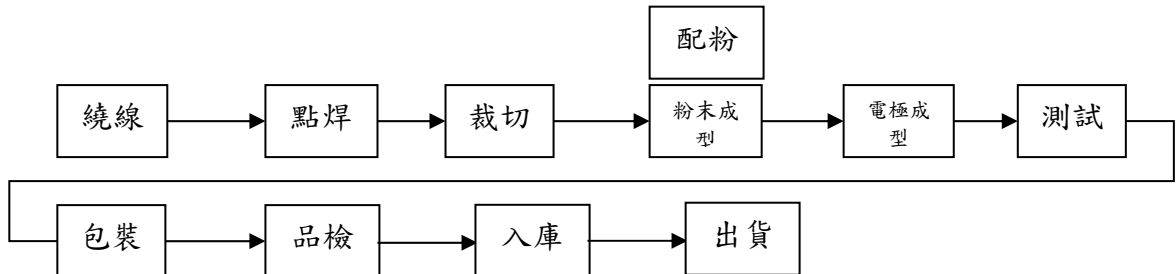 配粉
繞線
點焊
裁切
粉末成
型
電極成
型
測試
包裝
品檢
入庫
出貨